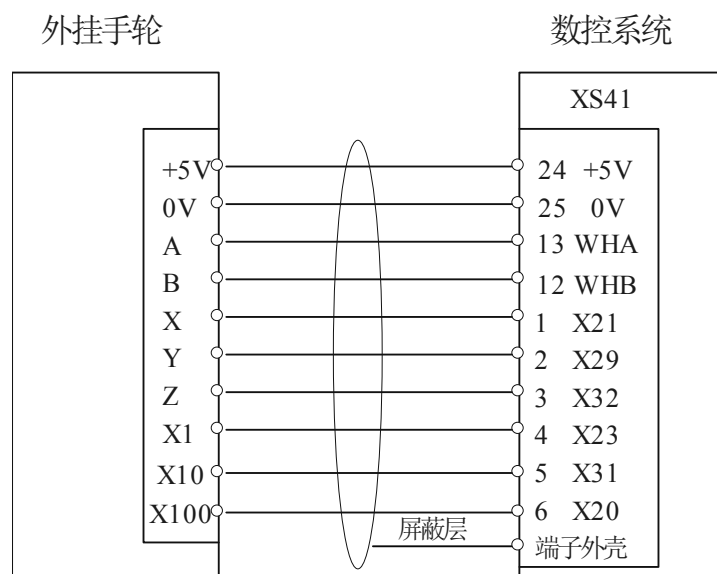 外挂手轮 数控系统
XS41
+5V 24 +5V
0V 25 0V
A 13 WHA
B 12 WHB
X 1 X21
Y 2 X29
Z 3 X32
X1 4 X23
X10 5 X31
X100 6 X20
屏蔽层 端子外壳